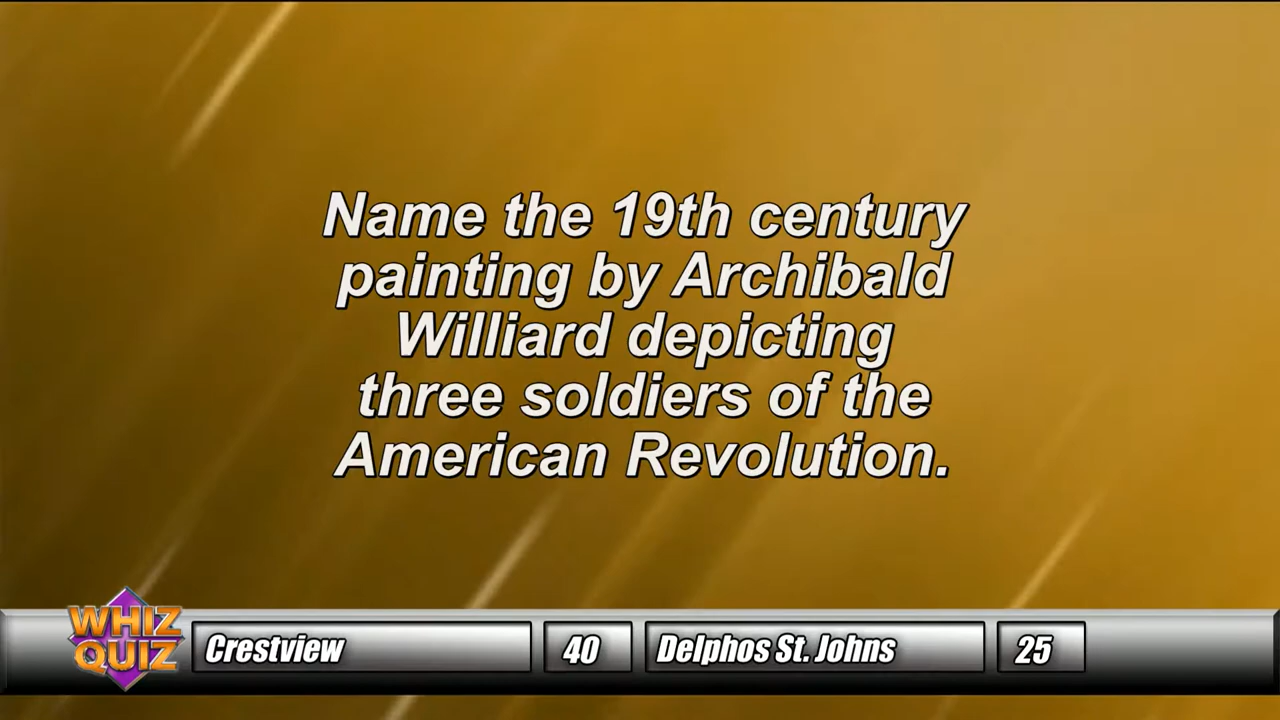 Name the 19th century
painting by Archibald
Williard depicting
three soldiers of the
American Revolution.
WHIZ
QUIZ
Crestview 40 Delphos St. Johns 25